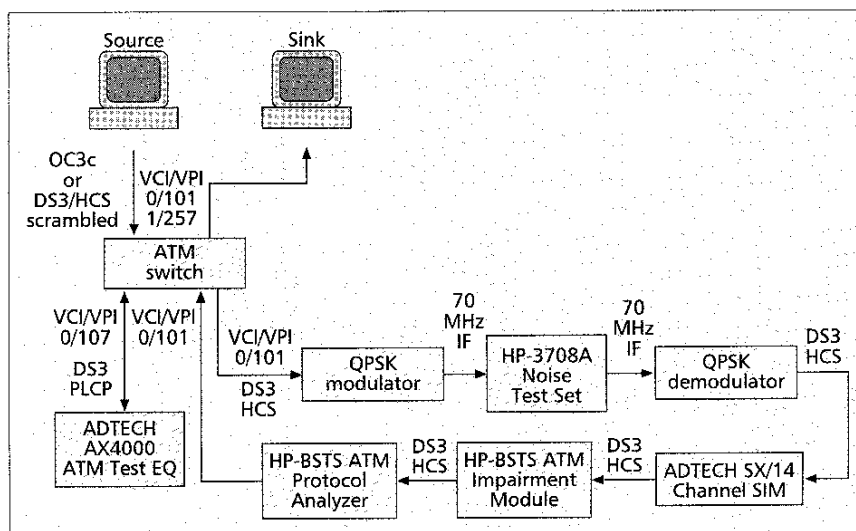 Source
Sink
OC3c
or
DS3/HCS
scrambled
VCI/VPI
0/101
1/257
ATM
switch
VCI/VPI
0/107
VCI/VPI
0/101
VCI/VPI
0/101
DS3
PLCP
DS3
HCS
ADTECH
AX4000
ATM Test EQ
QPSK
modulator
70
MHz
IF
HP-3708A
Noise
Test Set
70
MHz
IF
QPSK
demodulator
DS3
HCS
HP-BSTS ATM
Protocol
Analyzer
DS3
HCS
HP-BSTS ATM
Impairment
Module
DS3
HCS
ADTECH SX/14
Channel SIM